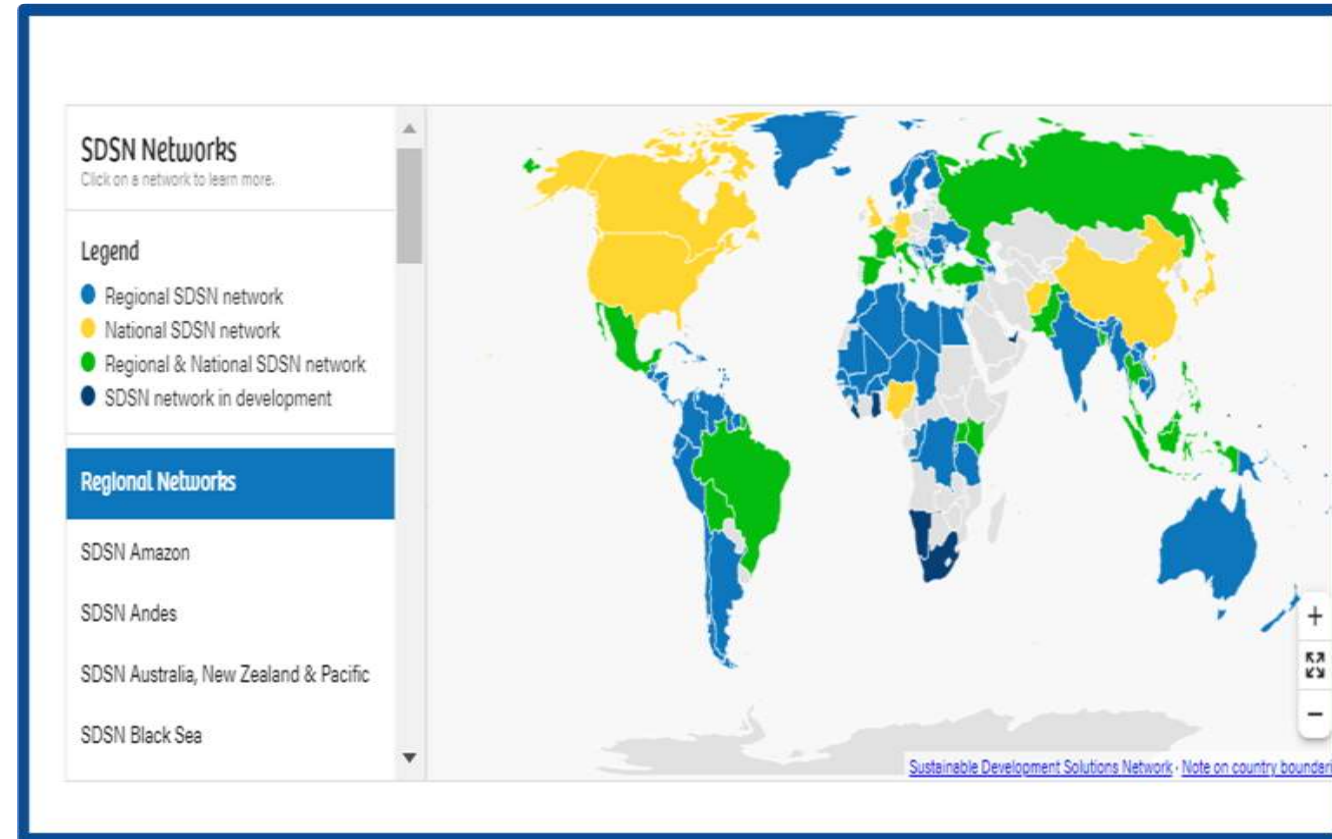 SDSN Networks
Click on a network to learn more.
Legend
Regional SDSN network
National SDSN network
Regional & National SDSN network
SDSN network in development
Regional Networks
SDSN Amazon
SDSN Andes
SDSN Australia, New Zealand & Pacific
SDSN Black Sea
+
−
Sustainable Development Solutions Network · Note on country boundari